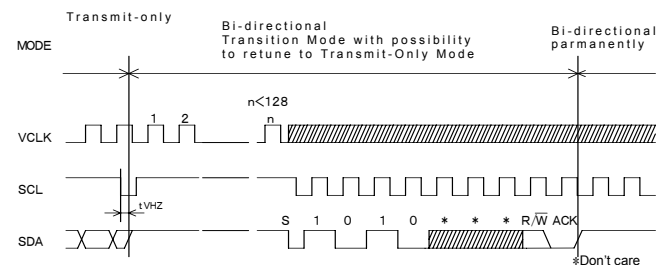 Transmit-only
Bi-directional
Transition Mode with possibility
to retune to Transmit-Only Mode
Bi-directional
parmanently
MODE
n<128
1 2 n
VCLK
SCL
tVHZ
S 1 0 1 0 * * * R/W ACK
SDA
*Don't care